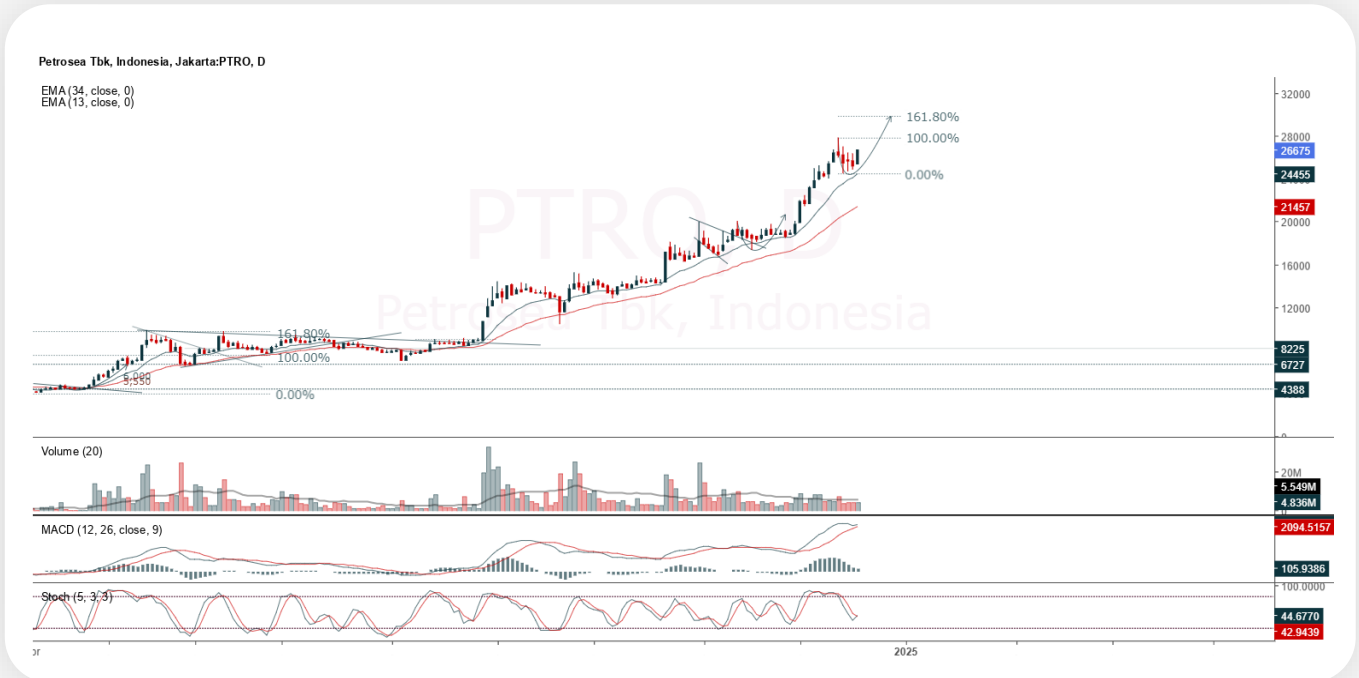 Petrosea Tbk, Indonesia, Jakarta:PTRO, D
EMA (34, close, 0)
EMA (13, close, 0)
PTRO, D
Petrosea Tbk, Indonesia
161.80%
100.00%
0.00%
161.80%
100.00%
0.00%
5,550
32000
28000
26675
24455
21457
20000
16000
12000
8225
6727
4388
0
Volume (20)
20M
5.549M
4.836M
0
MACD (12, 26, close, 9)
2094.5157
105.9386
Stoch (5, 3, 3)
100.0000
44.6770
42.9439
2025